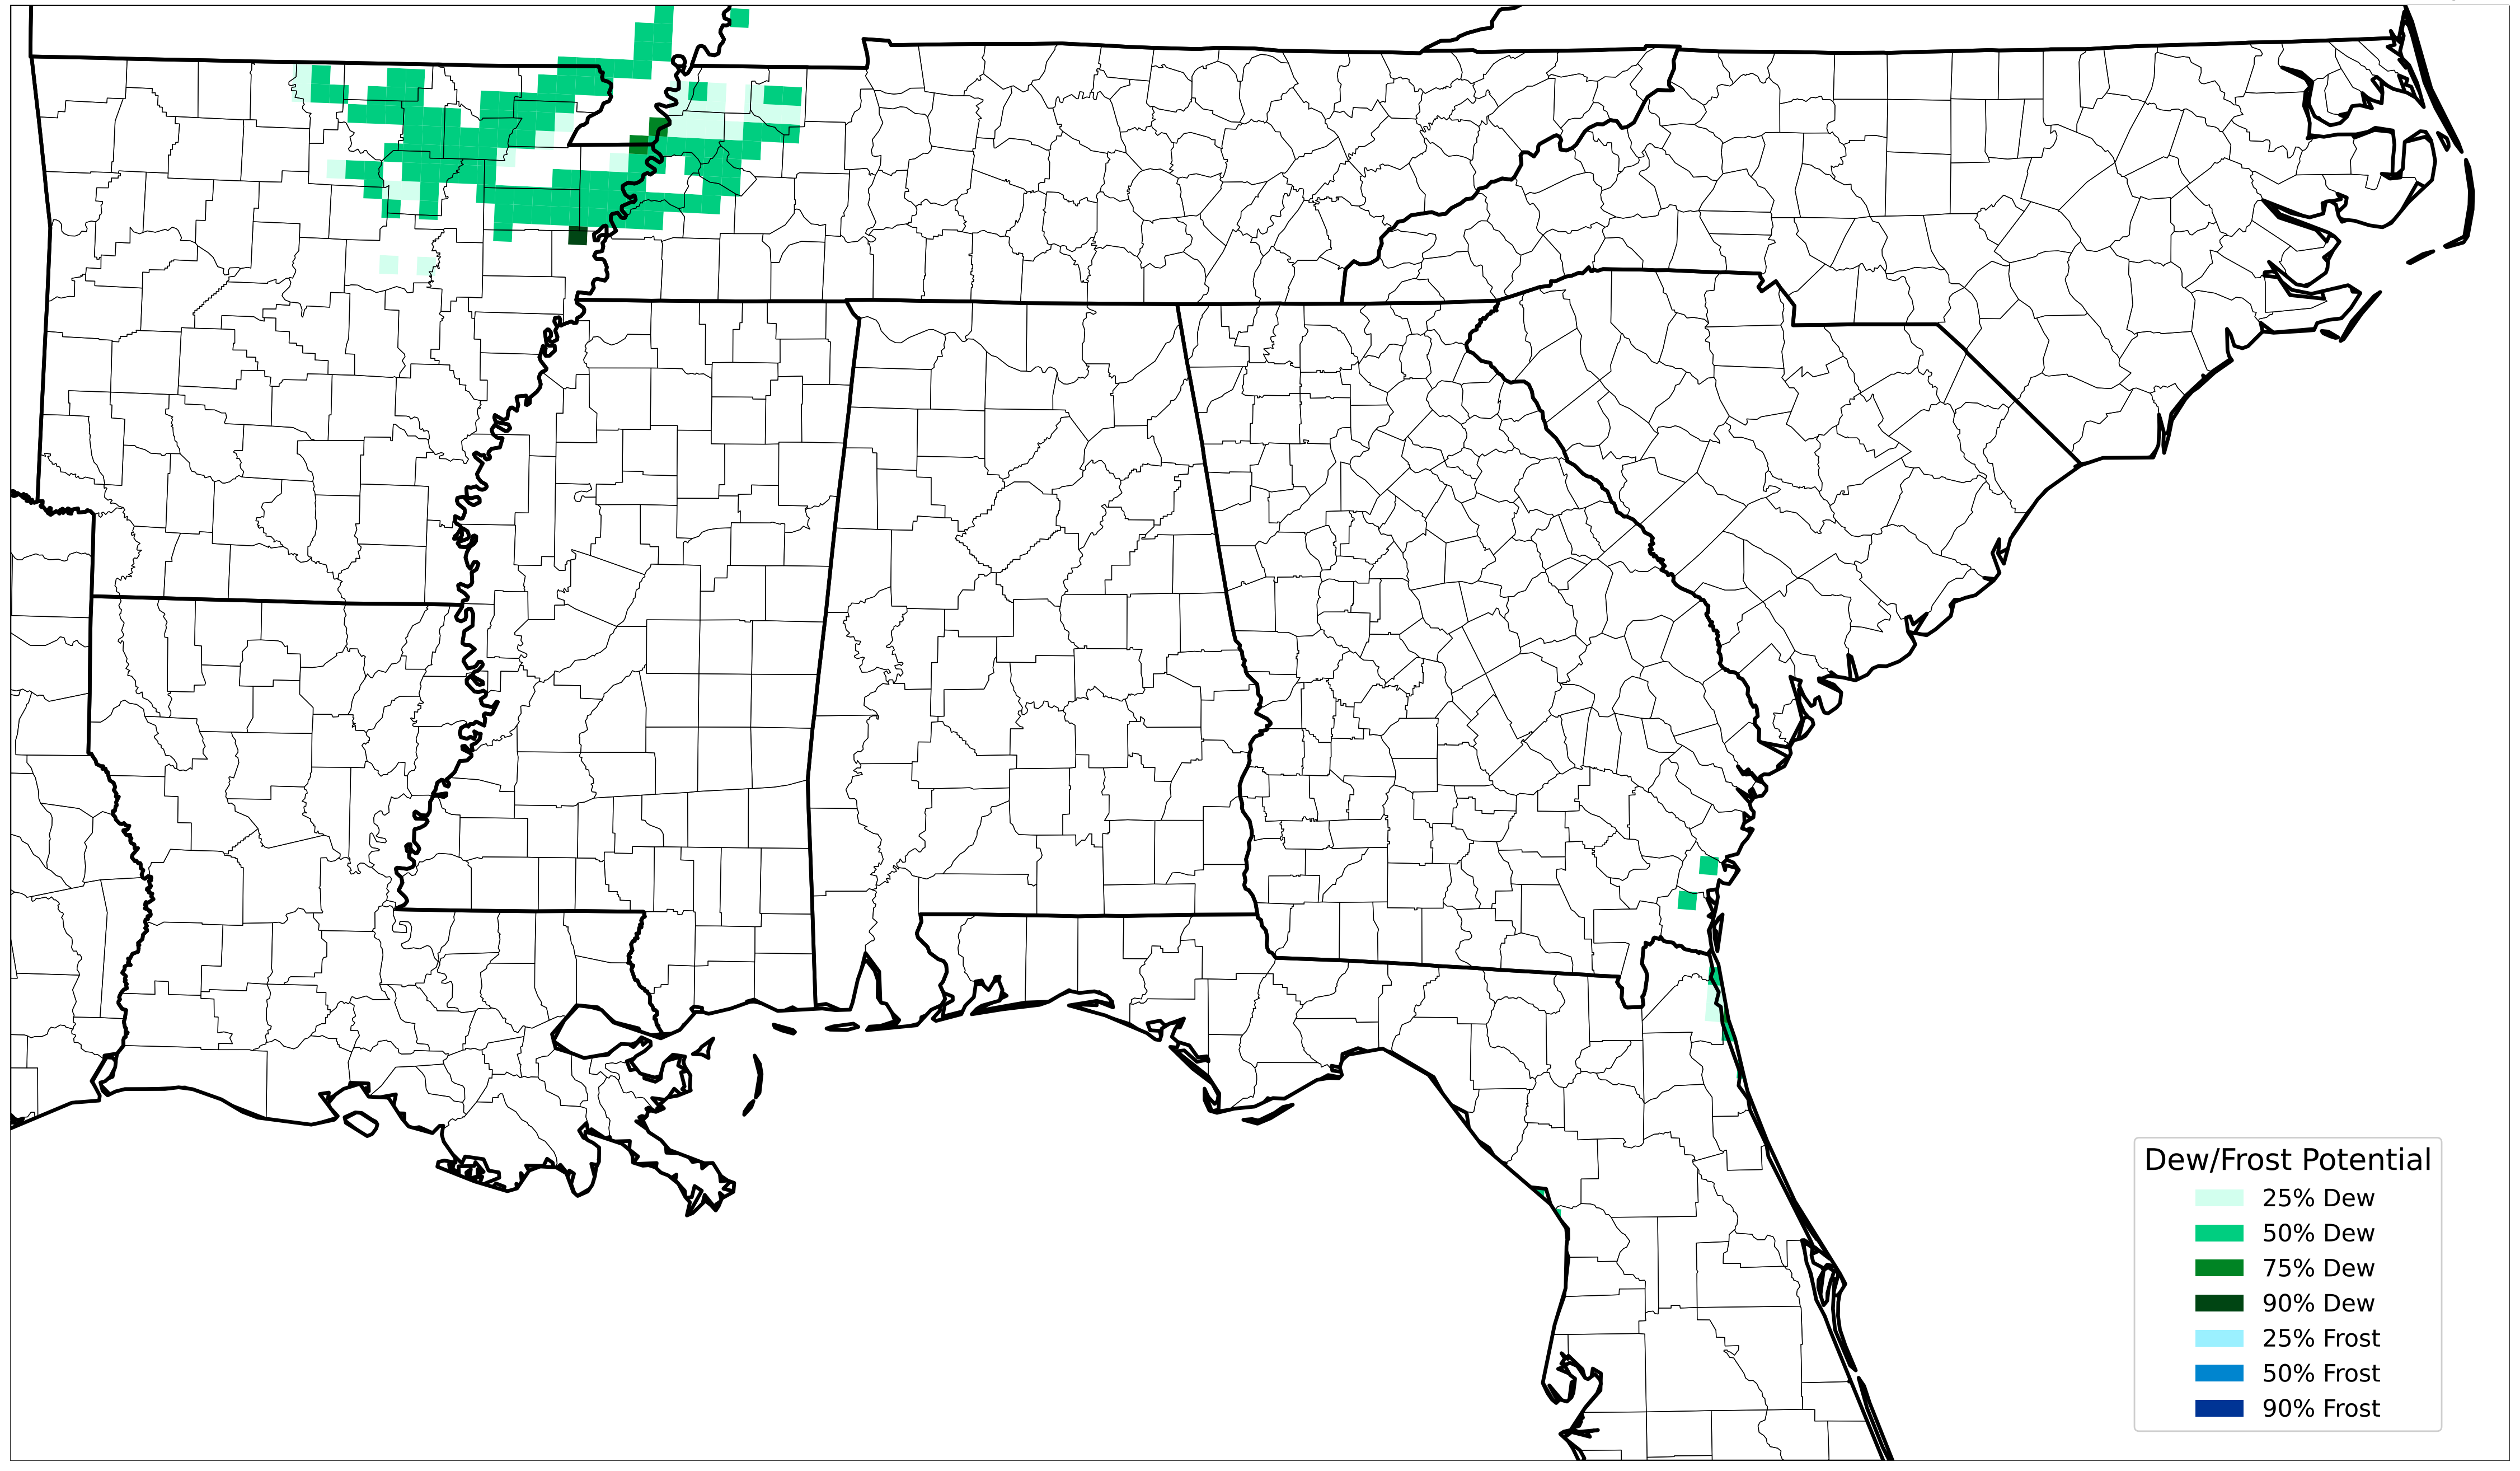 Dew/Frost Potential
25% Dew
50% Dew
75% Dew
90% Dew
25% Frost
50% Frost
90% Frost